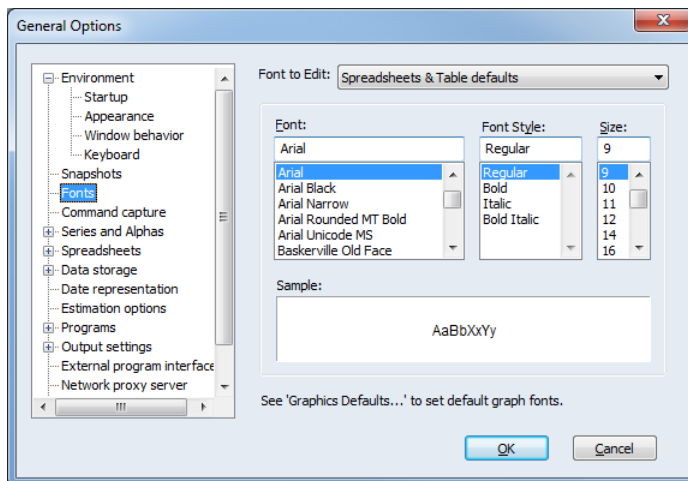 General Options
Environment
Startup
Appearance
Window behavior
Keyboard
Snapshots
Fonts
Command capture
Series and Alphas
Spreadsheets
Data storage
Date representation
Estimation options
Programs
Output settings
External program interface
Network proxy server
Font to Edit: Spreadsheets & Table defaults
Font:
Arial
Arial
Arial Black
Arial Narrow
Arial Rounded MT Bold
Arial Unicode MS
Baskerville Old Face
Font Style:
Regular
Regular
Bold
Italic
Bold Italic
Size:
9
9
10
11
12
14
16
Sample:
AaBbXxYy
See 'Graphics Defaults...' to set default graph fonts.
OK
Cancel